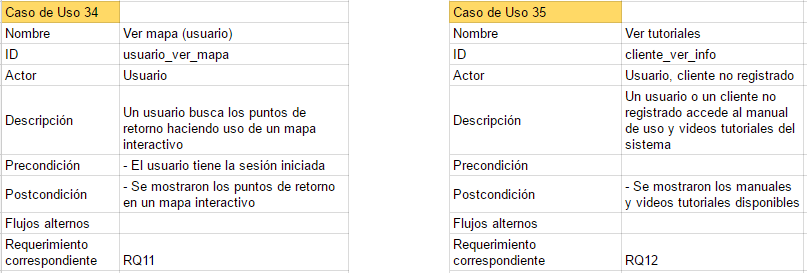 Caso de Uso 34
Nombre Ver mapa (usuario)
ID usuario_ver_mapa
Actor Usuario
Descripción Un usuario busca los puntos de
retorno haciendo uso de un mapa
interactivo
Precondición - El usuario tiene la sesión iniciada
Postcondición - Se mostraron los puntos de retorno
en un mapa interactivo
Flujos alternos
Requerimiento
correspondiente RQ11
Caso de Uso 35
Nombre Ver tutoriales
ID cliente_ver_info
Actor Usuario, cliente no registrado
Descripción Un usuario o un cliente no
registrado accede al manual
de uso y videos tutoriales del
sistema
Precondición
Postcondición - Se mostraron los manuales
y videos tutoriales disponibles
Flujos alternos
Requerimiento
correspondiente RQ12